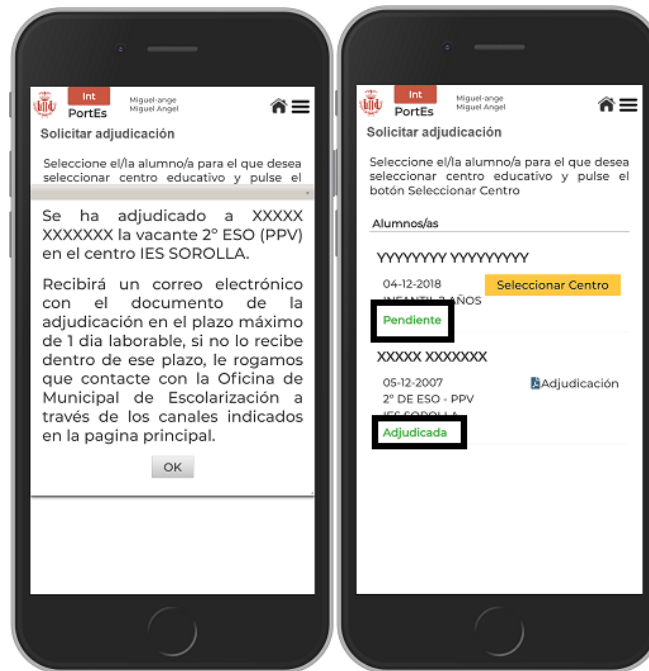 Int
PortEs
Miguel-ange
Miguel Angel
Solicitar adjudicación
Seleccione el/la alumno/a para el que desea
seleccionar centro educativo y pulse el
Se ha adjudicado a XXXXX
XXXXXXX la vacante 2º ESO (PPV)
en el centro IES SOROLLA.
Recibirá un correo electrónico
con el documento de la
adjudicación en el plazo máximo
de 1 dia laborable, si no lo recibe
dentro de ese plazo, le rogamos
que contacte con la Oficina de
Municipal de Escolarización a
través de los canales indicados
en la pagina principal.
OK
Int
PortEs
Miguel-ange
Miguel Angel
Solicitar adjudicación
Seleccione el/la alumno/a para el que desea
seleccionar centro educativo y pulse el
botón Seleccionar Centro
Alumnos/as
YYYYYYYY YYYYYYYYY
04-12-2018
Seleccionar Centro
INFANTIL 3 AÑOS
Pendiente
XXXXX XXXXXXX
05-12-2007
Adjudicación
2º DE ESO - PPV
IES SOROLLA
Adjudicada